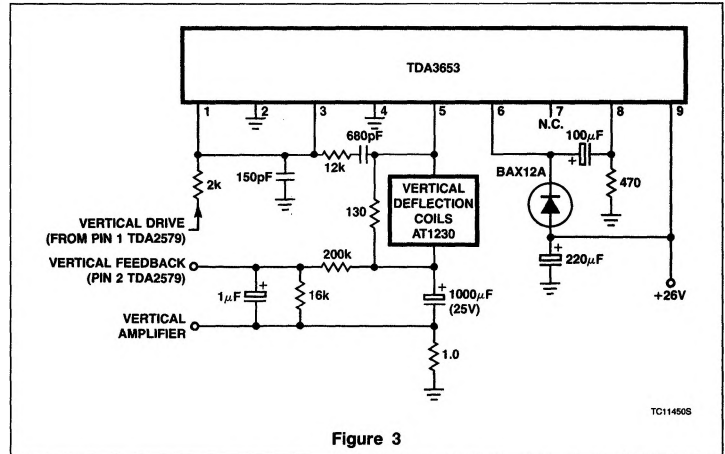 TDA3653
1 2 3 4 5 6 7 8 9
N.C.
680pF
100µF
+
12k
150pF
2k
BAX12A
470
130
VERTICAL
DEFLECTION
COILS
AT1230
VERTICAL DRIVE
(FROM PIN 1 TDA2579)
+
220µF
VERTICAL FEEDBACK
(PIN 2 TDA2579)
200k
+26V
+
1µF
16k
+
1000µF
(25V)
VERTICAL
AMPLIFIER
1.0
TC11450S
Figure 3